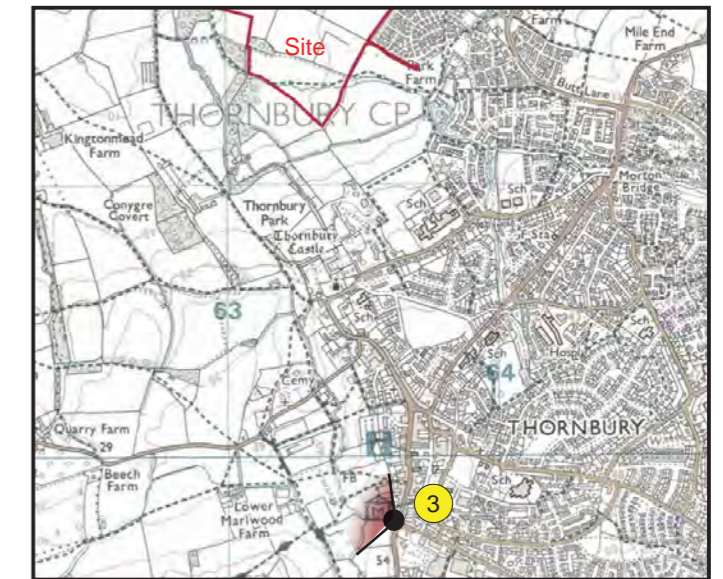 Site
Farm
Mile End
Farm
Park
Farm
Butt Lane
THORNBURY CP
Kingtonmead
Farm
Morton
Bridge
Sch
Conygre
Covert
Thornbury
Park
Sch
Thornbury
Castle
Sta
63
Sch
Sch
Sch
Hosp
64
Cemy
THORNBURY
Quarry Farm
29
Beech
Farm
FB
Sch
Lower
Marlwood
Farm
M
3
54